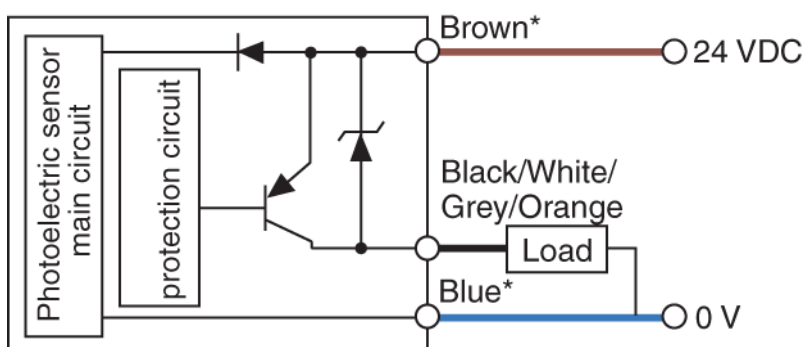 Photoelectric sensor
main circuit
protection circuit
Brown*
24 VDC
Black/White/
Grey/Orange
Load
Blue*
0 V